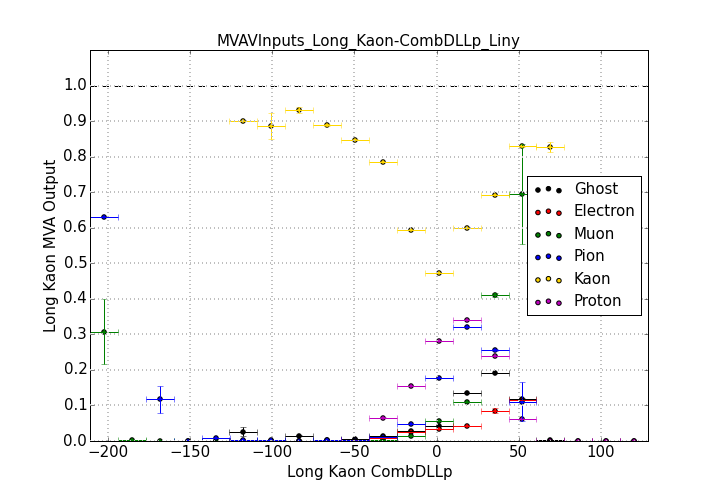 MVAVInputs_Long_Kaon-CombDLLp_Liny
Long Kaon MVA Output
1.0
0.9
0.8
0.7
0.6
0.5
0.4
0.3
0.2
0.1
0.0
Ghost
Electron
Muon
Pion
Kaon
Proton
−200 −150 −100 −50 0 50 100
Long Kaon CombDLLp